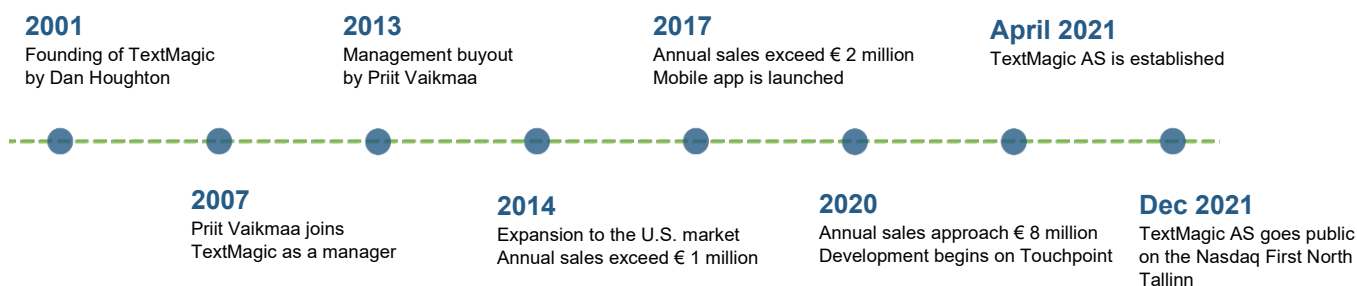 2001
Founding of TextMagic
by Dan Houghton
2013
Management buyout
by Priit Vaikmaa
2017
Annual sales exceed € 2 million
Mobile app is launched
April 2021
TextMagic AS is established
2007
Priit Vaikmaa joins
TextMagic as a manager
2014
Expansion to the U.S. market
Annual sales exceed € 1 million
2020
Annual sales approach € 8 million
Development begins on Touchpoint
Dec 2021
TextMagic AS goes public
on the Nasdaq First North
Tallinn